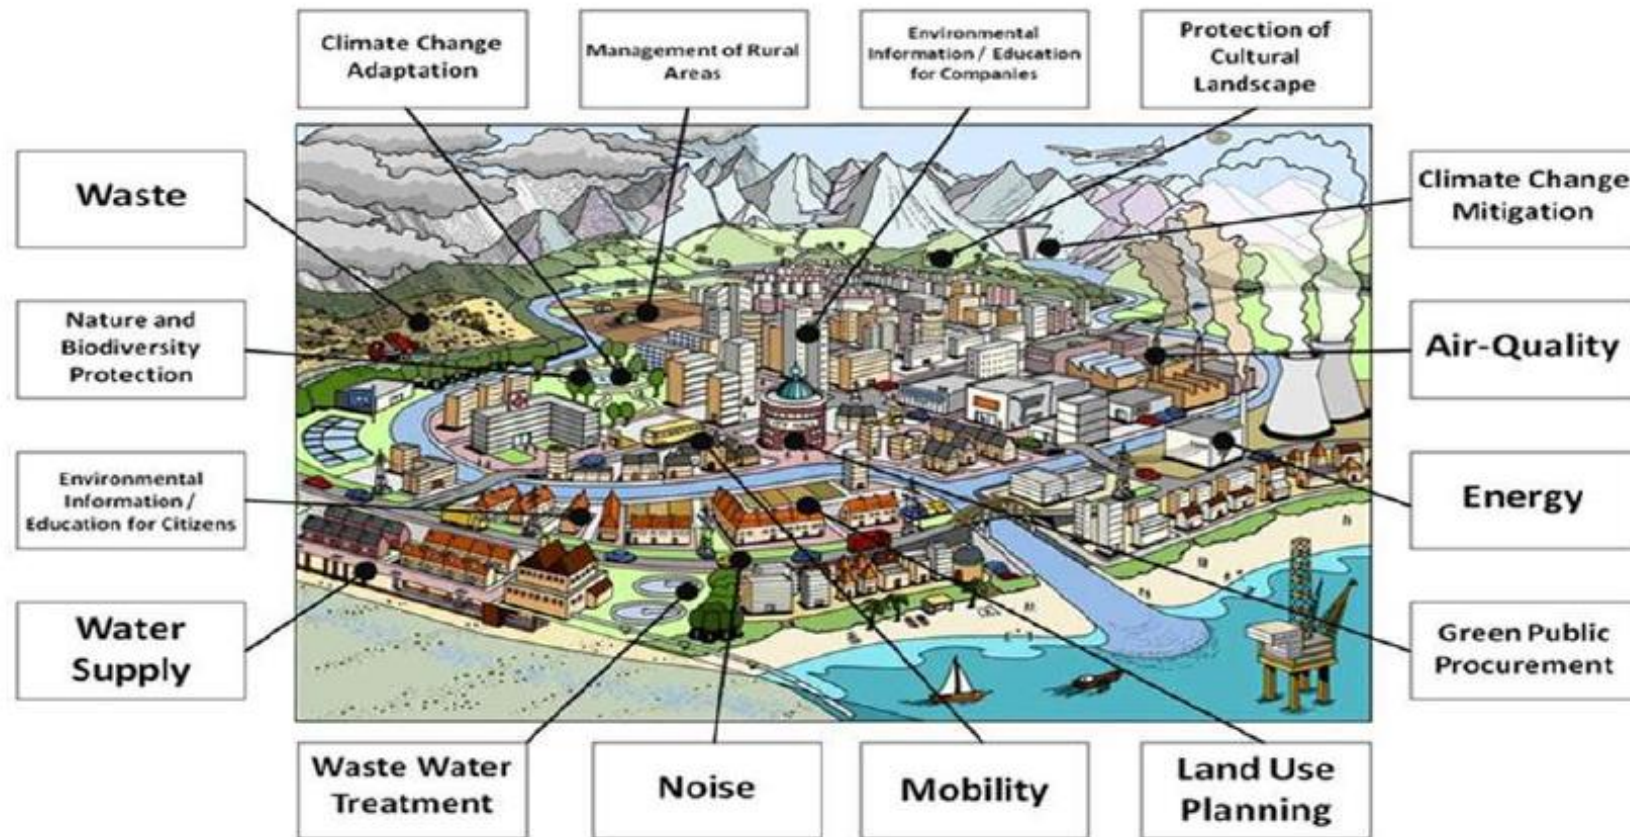 Climate Change
Adaptation
Management of Rural
Areas
Environmental
Information / Education
for Companies
Protection of
Cultural
Landscape
Waste
Climate Change
Mitigation
Nature and
Biodiversity
Protection
Air-Quality
Environmental
Information /
Education for Citizens
Energy
Water
Supply
Green Public
Procurement
Waste Water
Treatment
Noise
Mobility
Land Use
Planning